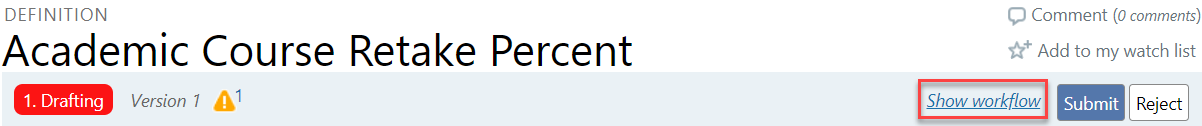 DEFINITION
Comment (0 comments)
Academic Course Retake Percent
Add to my watch list
1. Drafting Version 1 1 Show workflow Submit Reject